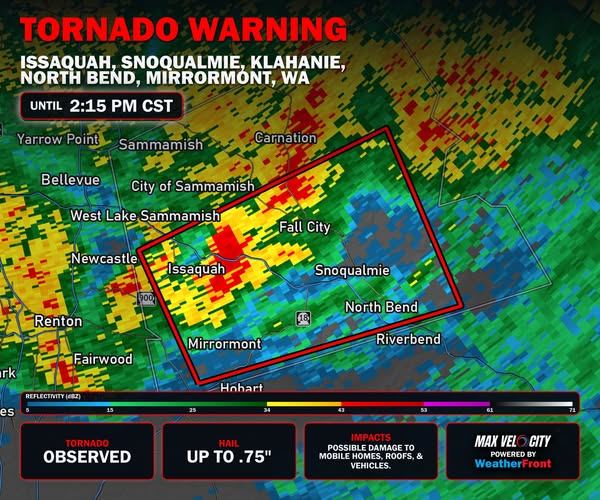 TORNADO WARNING
ISSAQUAH, SNOQUALMIE, KLAHANIE,
NORTH BEND, MIRRORMONT, WA
UNTIL 2:15 PM CST
Yarrow Point
Sammamish
Carnation
Bellevue
City of Sammamish
West Lake Sammamish
Fall City
Newcastle
Issaquah
Snoqualmie
900
North Bend
Renton
18
Mirrormont
Riverbend
Fairwood
ark
Hobart
es
REFLECTIVITY (dBZ)
5 15 25 34 43 53 61 71
TORNADO
OBSERVED
HAIL
UP TO .75"
IMPACTS
POSSIBLE DAMAGE TO
MOBILE HOMES, ROOFS, &
VEHICLES.
MAX VELOCITY
POWERED BY
WeatherFront